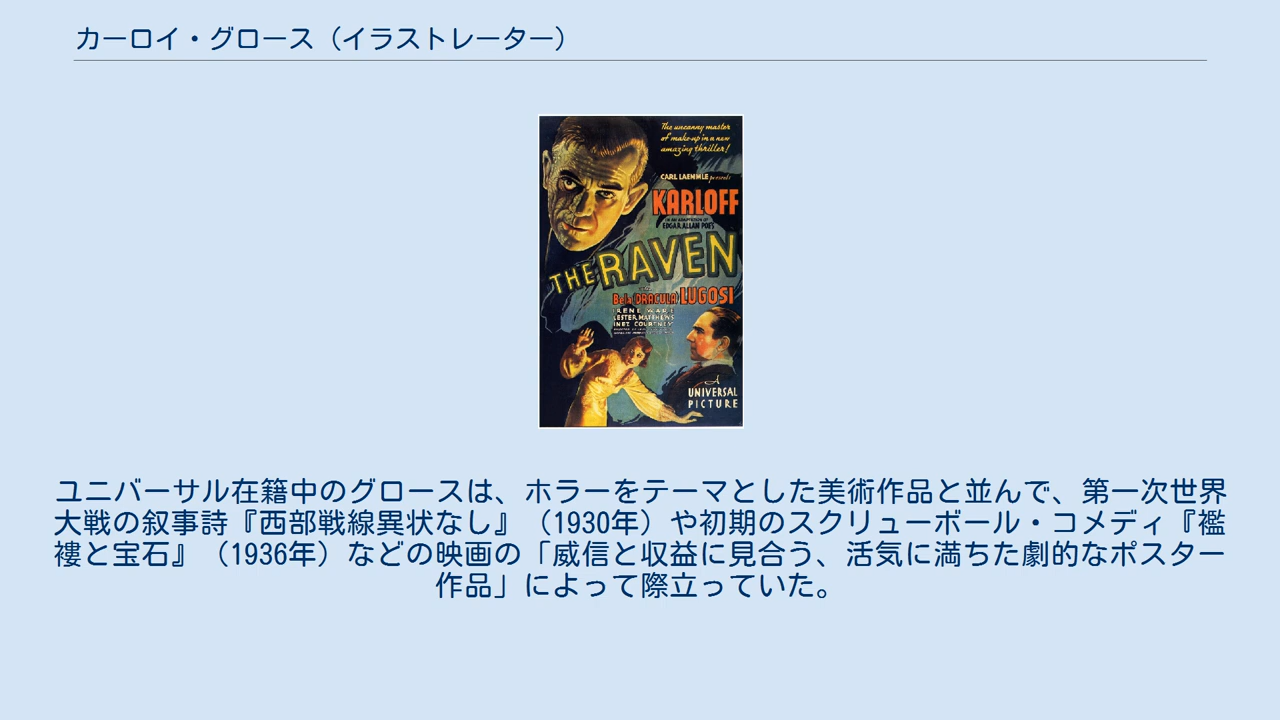 カーロイ・グロース（イラストレーター）
The uncanny master
of make-up in a new
amazing thriller!
CARL LAEMMLE presents
KARLOFF
EDGAR ALLAN POE'S
THE RAVEN
Bela (DRACULA) LUGOSI
IRENE WARE
LESTER MATTHEWS
INEZ COURTNEY
A
UNIVERSAL
PICTURE
ユニバーサル在籍中のグロースは、ホラーをテーマとした美術作品と並んで、第一次世界
大戦の叙事詩『西部戦線異状なし』（1930年）や初期のスクリューボール・コメディ『襤
褸と宝石』（1936年）などの映画の「威信と収益に見合う、活気に満ちた劇的なポスター
作品」によって際立っていた。